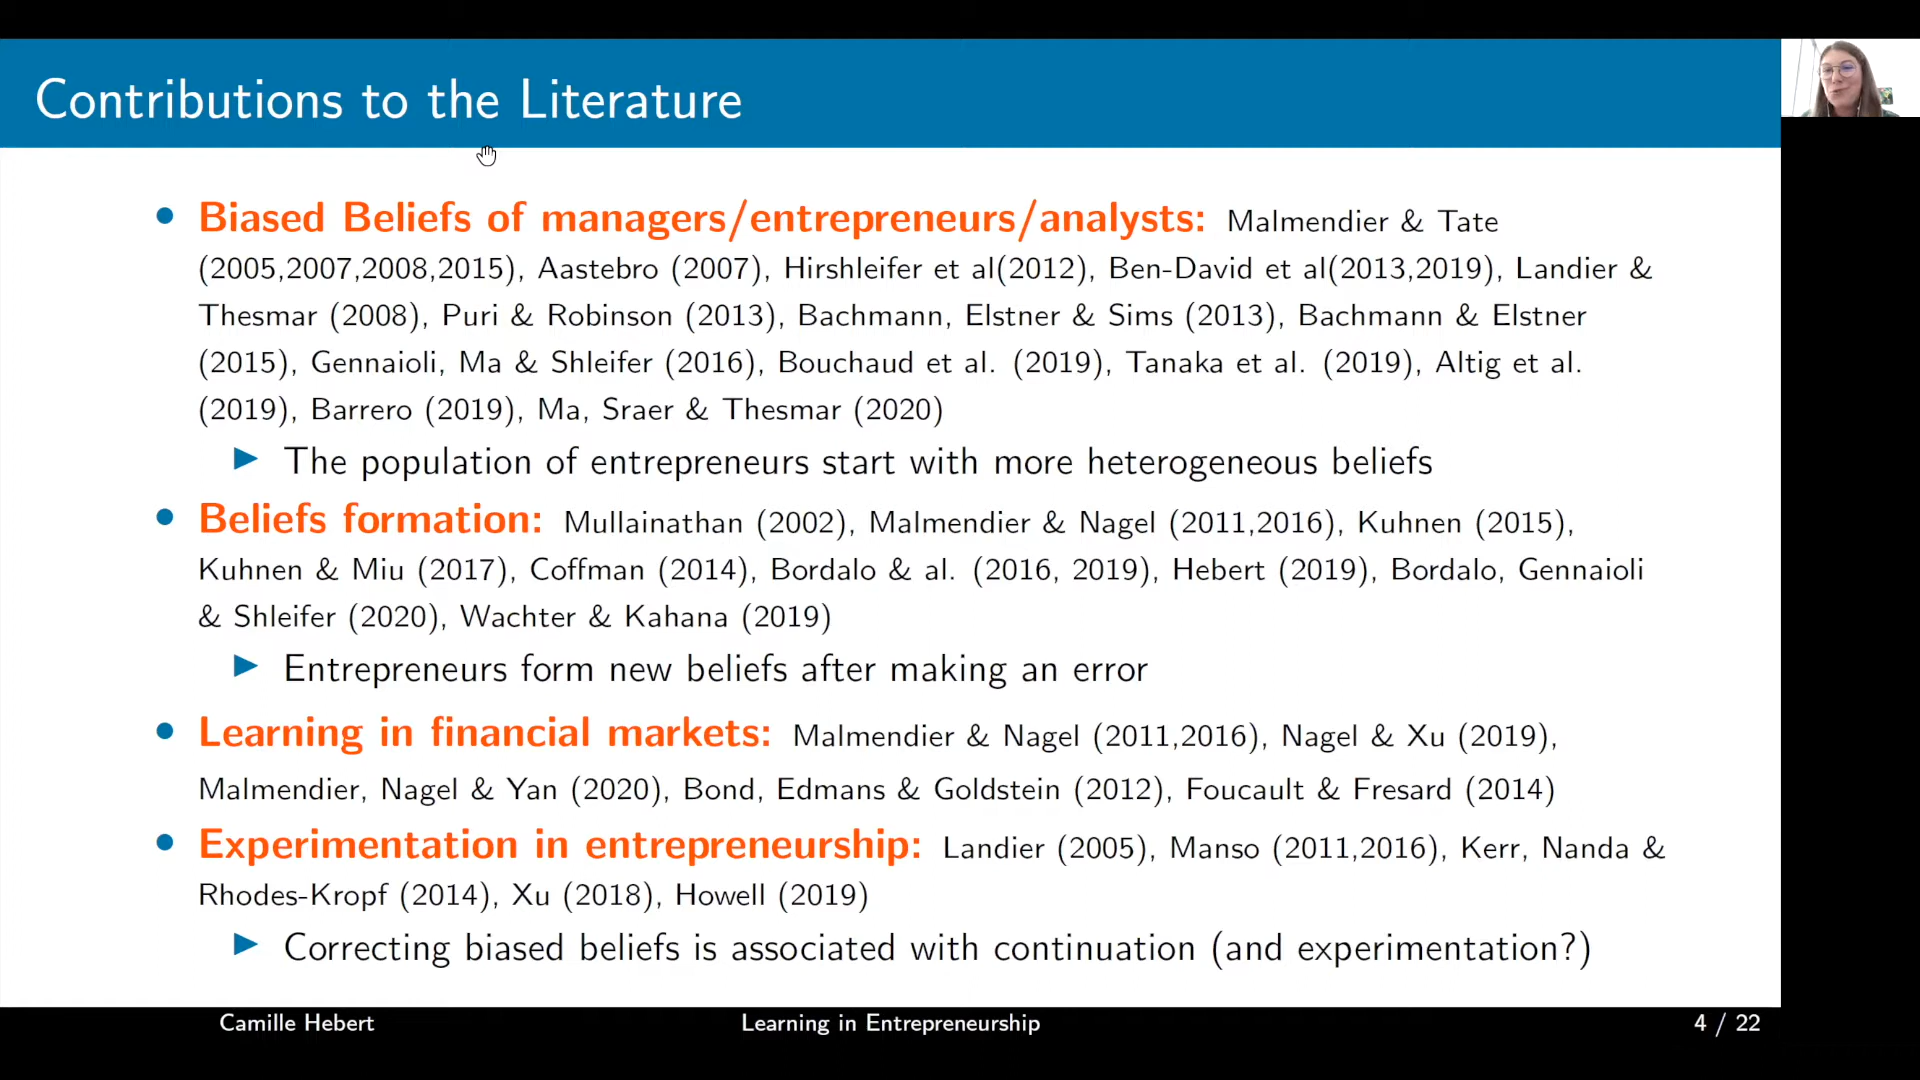 Contributions to the Literature
• Biased Beliefs of managers/entrepreneurs/analysts: Malmendier & Tate
(2005,2007,2008,2015), Aastebro (2007), Hirshleifer et al(2012), Ben-David et al(2013,2019), Landier &
Thesmar (2008), Puri & Robinson (2013), Bachmann, Elstner & Sims (2013), Bachmann & Elstner
(2015), Gennaioli, Ma & Shleifer (2016), Bouchaud et al. (2019), Tanaka et al. (2019), Altig et al.
(2019), Barrero (2019), Ma, Sraer & Thesmar (2020)
▶ The population of entrepreneurs start with more heterogeneous beliefs
• Beliefs formation: Mullainathan (2002), Malmendier & Nagel (2011,2016), Kuhnen (2015),
Kuhnen & Miu (2017), Coffman (2014), Bordalo & al. (2016, 2019), Hebert (2019), Bordalo, Gennaioli
& Shleifer (2020), Wachter & Kahana (2019)
▶ Entrepreneurs form new beliefs after making an error
• Learning in financial markets: Malmendier & Nagel (2011,2016), Nagel & Xu (2019),
Malmendier, Nagel & Yan (2020), Bond, Edmans & Goldstein (2012), Foucault & Fresard (2014)
• Experimentation in entrepreneurship: Landier (2005), Manso (2011,2016), Kerr, Nanda &
Rhodes-Kropf (2014), Xu (2018), Howell (2019)
▶ Correcting biased beliefs is associated with continuation (and experimentation?)
Camille Hebert Learning in Entrepreneurship 4 / 22